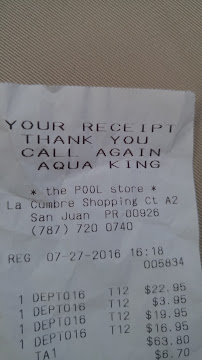 YOUR RECEIPT
THANK YOU
CALL AGAIN
AQUA KING
* the POOL store *
La Cumbre Shopping Ct A2
San Juan PR 00926
(787) 720 0740
REG 07-27-2016 16:18
005834
1 DEPT016 T12 $22.95
1 DEPT016 T12 $3.95
1 DEPT016 T12 $19.95
1 DEPT016 T12 $16.95
TA1 $63.80
$6.70